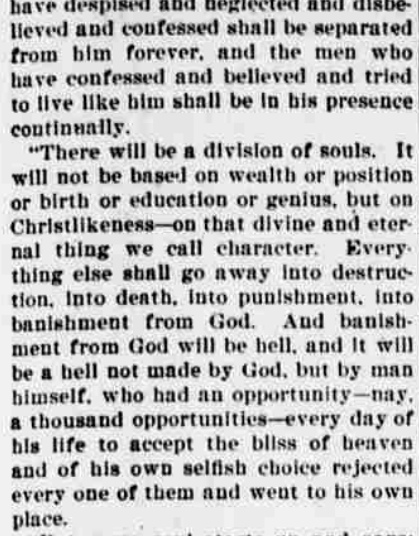 have despised and neglected and disbe-
lieved and confessed shall be separated
from him forever, and the men who
have confessed and believed and tried
to live like him shall be in his presence
continually.
"There will be a division of souls. It
will not be based on wealth or position
or birth or education or genius, but on
Christlikeness—on that divine and eter-
nal thing we call character. Every-
thing else shall go away into destruc-
tion, into death, into punishment, into
banishment from God. And banish-
ment from God will be hell, and it will
be a hell not made by God, but by man
himself, who had an opportunity—nay,
a thousand opportunities—every day of
his life to accept the bliss of heaven
and of his own selfish choice rejected
every one of them and went to his own
place.